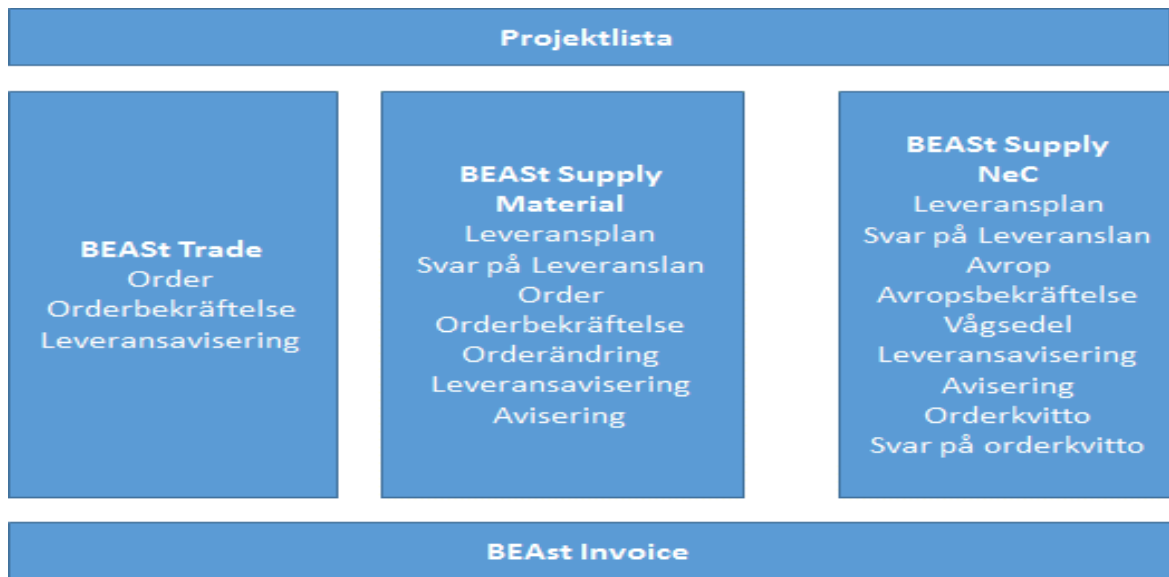 Projektlista
BEASt Trade
Order
Orderbekräftelse
Leveransavisering
BEASt Supply
Material
Leveransplan
Svar på Leveranslan
Order
Orderbekräftelse
Orderändring
Leveransavisering
Avisering
BEASt Supply
NeC
Leveransplan
Svar på Leveranslan
Avrop
Avropsbekräftelse
Vågsedel
Leveransavisering
Avisering
Orderkvitto
Svar på orderkvitto
BEAst Invoice